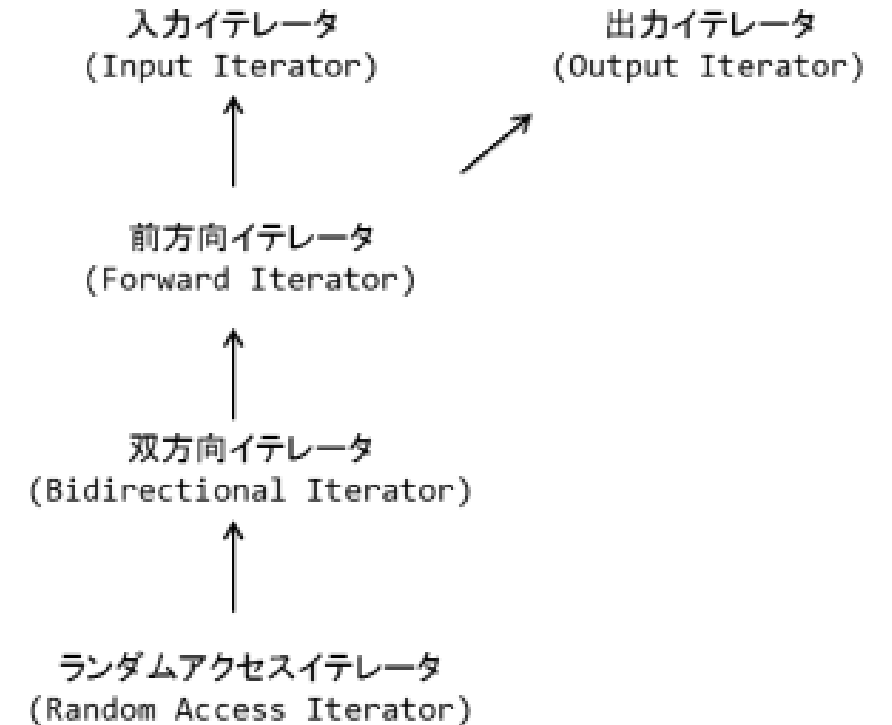 入力イテレータ
(Input Iterator)
出力イテレータ
(Output Iterator)
前方向イテレータ
(Forward Iterator)
双方向イテレータ
(Bidirectional Iterator)
ランダムアクセスイテレータ
(Random Access Iterator)